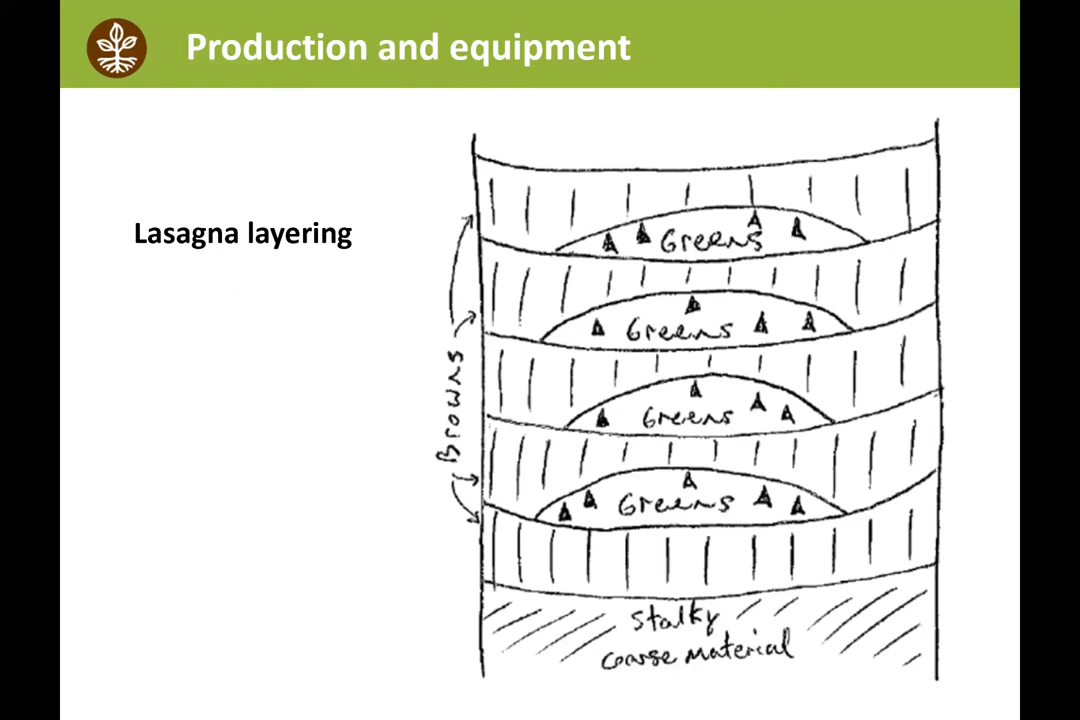 Production and equipment
Lasagna layering
Greens
Greens
Browns
Greens
Greens
Stalky
coarse material